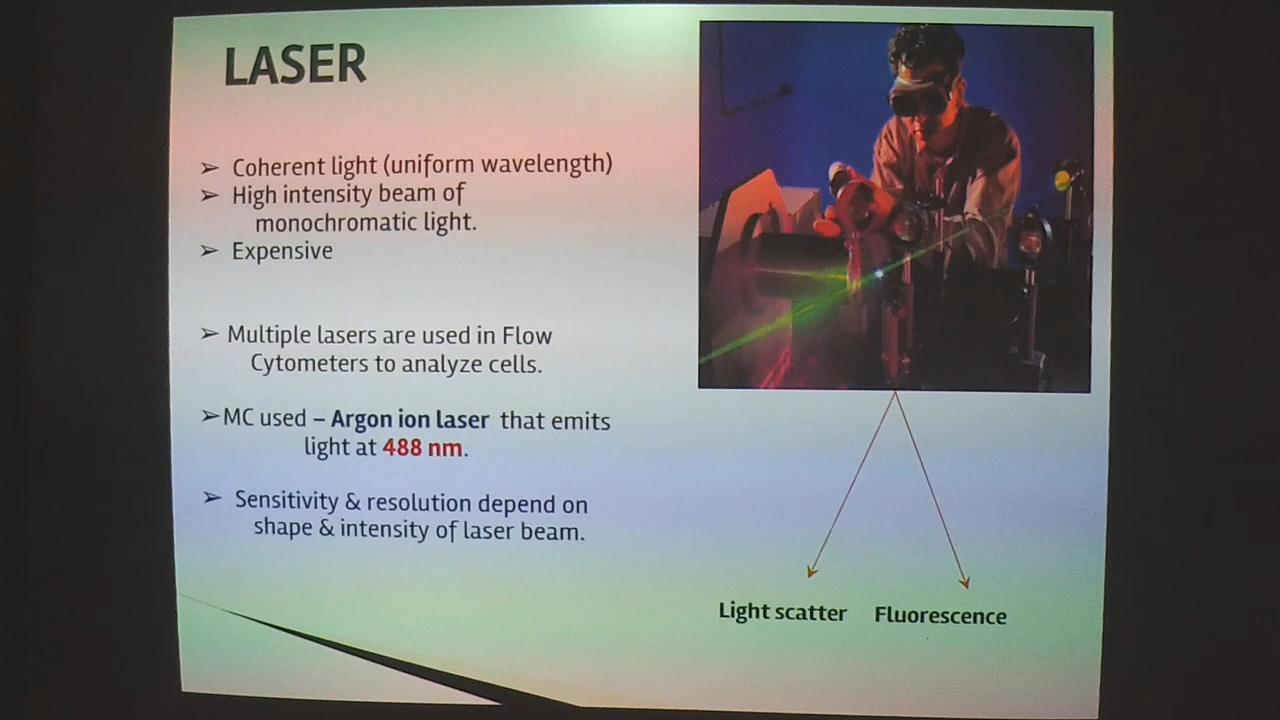 LASER
➢ Coherent light (uniform wavelength)
➢ High intensity beam of
monochromatic light.
➢ Expensive
➢ Multiple lasers are used in Flow
Cytometers to analyze cells.
➢ MC used – Argon ion laser that emits
light at 488 nm.
➢ Sensitivity & resolution depend on
shape & intensity of laser beam.
Light scatter Fluorescence